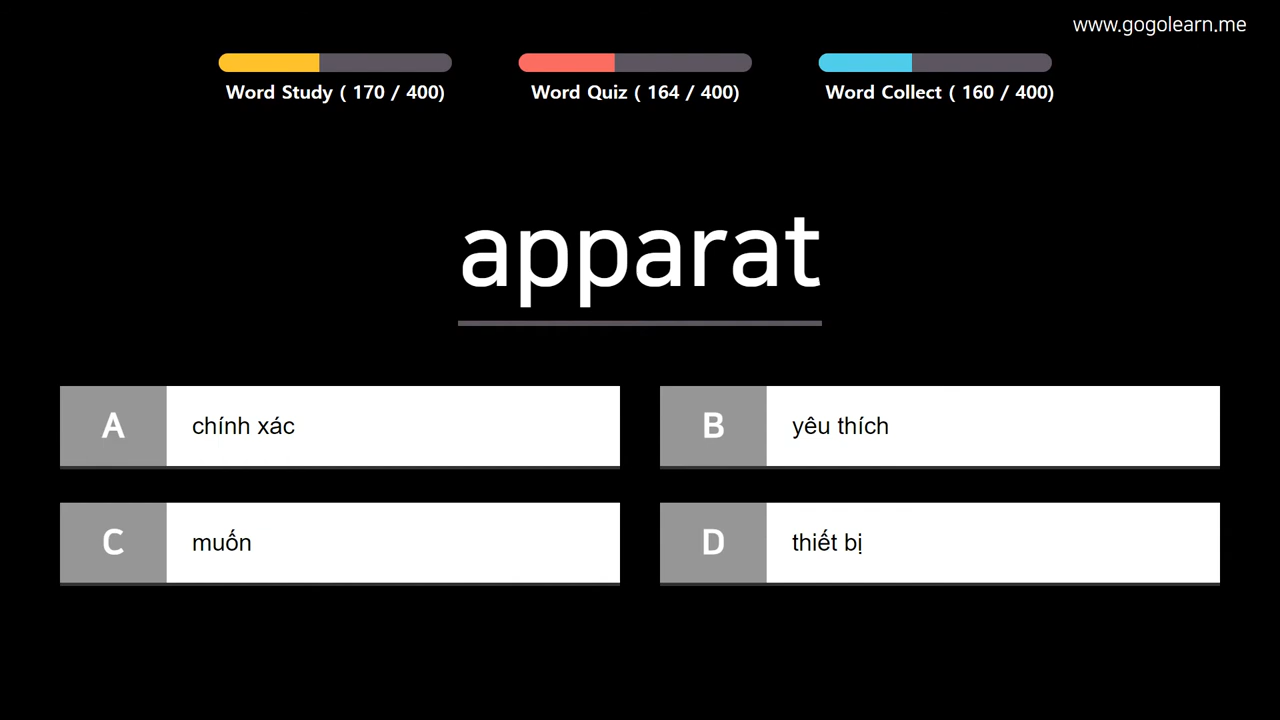 www.gogolearn.me
Word Study ( 170 / 400)
Word Quiz ( 164 / 400)
Word Collect ( 160 / 400)
apparat
A
chính xác
B
yêu thích
C
muốn
D
thiết bị